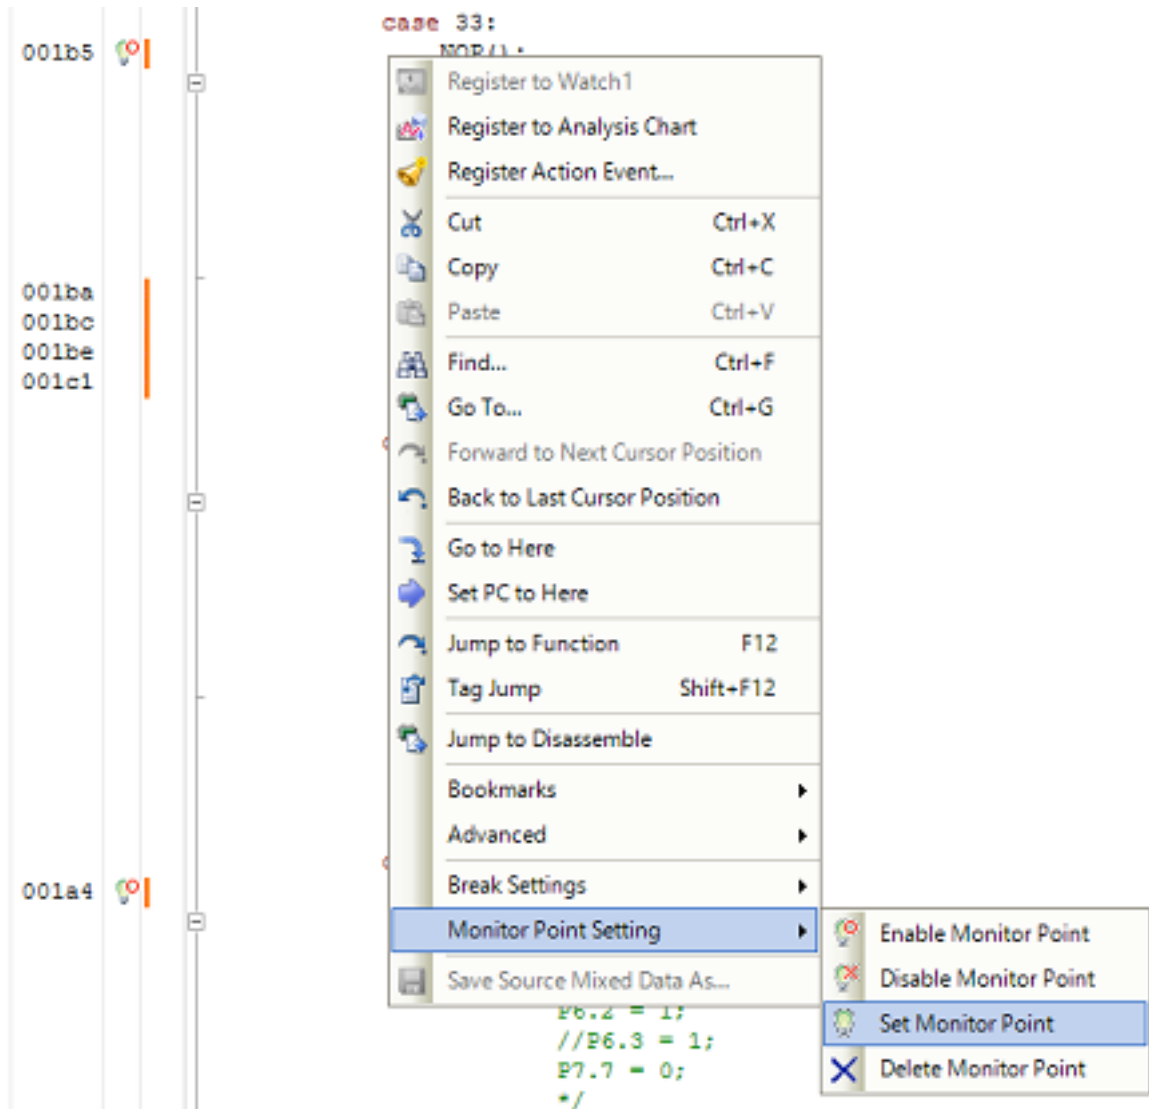 case 33:
001b5
NOP();
Register to Watch1
Register to Analysis Chart
Register Action Event...
Cut Ctrl+X
Copy Ctrl+C
001ba
Paste Ctrl+V
001bc
001be
Find... Ctrl+F
001c1
Go To... Ctrl+G
Forward to Next Cursor Position
Back to Last Cursor Position
Go to Here
Set PC to Here
Jump to Function F12
Tag Jump Shift+F12
Jump to Disassemble
Bookmarks
Advanced
001a4
Break Settings
Monitor Point Setting
Enable Monitor Point
Save Source Mixed Data As...
Disable Monitor Point
P6.2 = 1;
Set Monitor Point
//P6.3 = 1;
P7.7 = 0;
Delete Monitor Point
*/